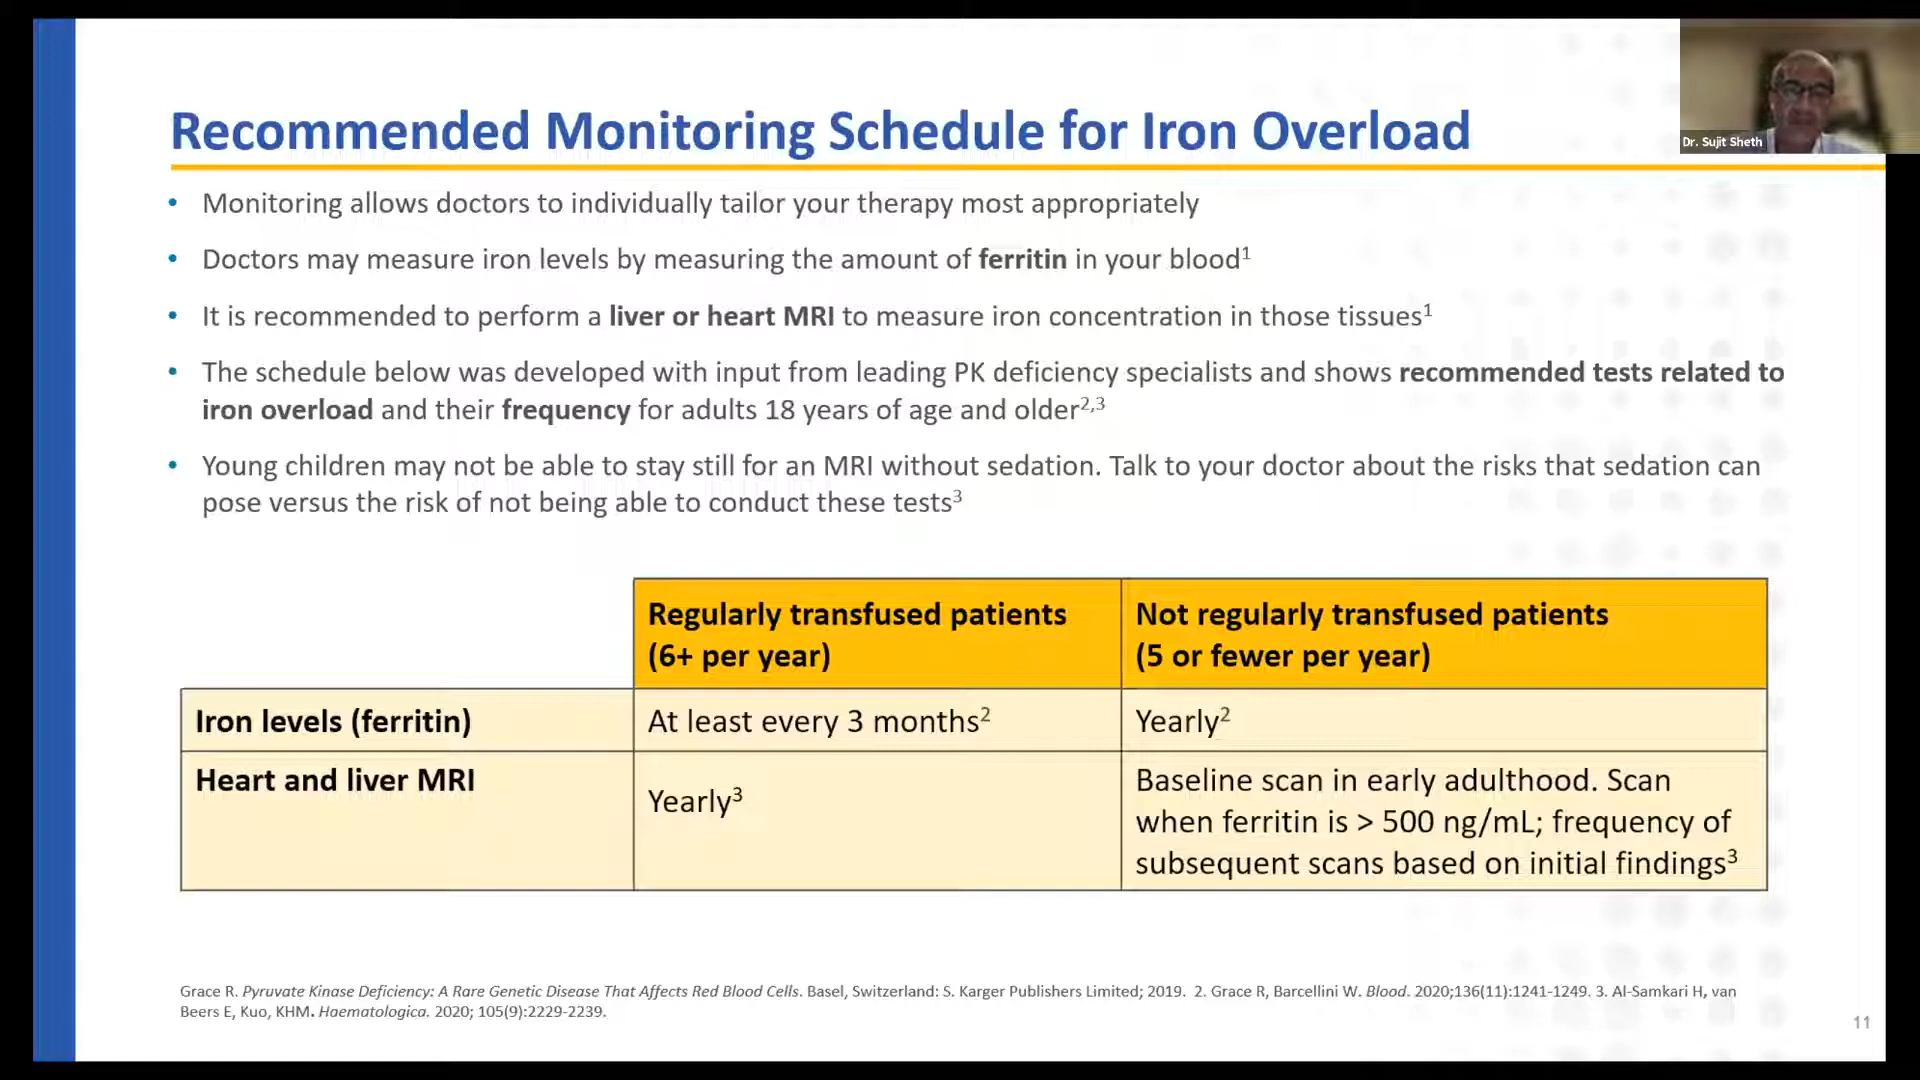 Recommended Monitoring Schedule for Iron Overload
Dr. Sujit Sheth
• Monitoring allows doctors to individually tailor your therapy most appropriately
• Doctors may measure iron levels by measuring the amount of ferritin in your blood¹
• It is recommended to perform a liver or heart MRI to measure iron concentration in those tissues¹
• The schedule below was developed with input from leading PK deficiency specialists and shows recommended tests related to
iron overload and their frequency for adults 18 years of age and older²,³
• Young children may not be able to stay still for an MRI without sedation. Talk to your doctor about the risks that sedation can
pose versus the risk of not being able to conduct these tests³
Regularly transfused patients
(6+ per year)
Not regularly transfused patients
(5 or fewer per year)
Iron levels (ferritin)
At least every 3 months²
Yearly²
Heart and liver MRI
Yearly³
Baseline scan in early adulthood. Scan
when ferritin is > 500 ng/mL; frequency of
subsequent scans based on initial findings³
Grace R. Pyruvate Kinase Deficiency: A Rare Genetic Disease That Affects Red Blood Cells. Basel, Switzerland: S. Karger Publishers Limited; 2019. 2. Grace R, Barcellini W. Blood. 2020;136(11):1241-1249. 3. Al-Samkari H, van
Beers E, Kuo, KHM. Haematologica. 2020; 105(9):2229-2239.
11